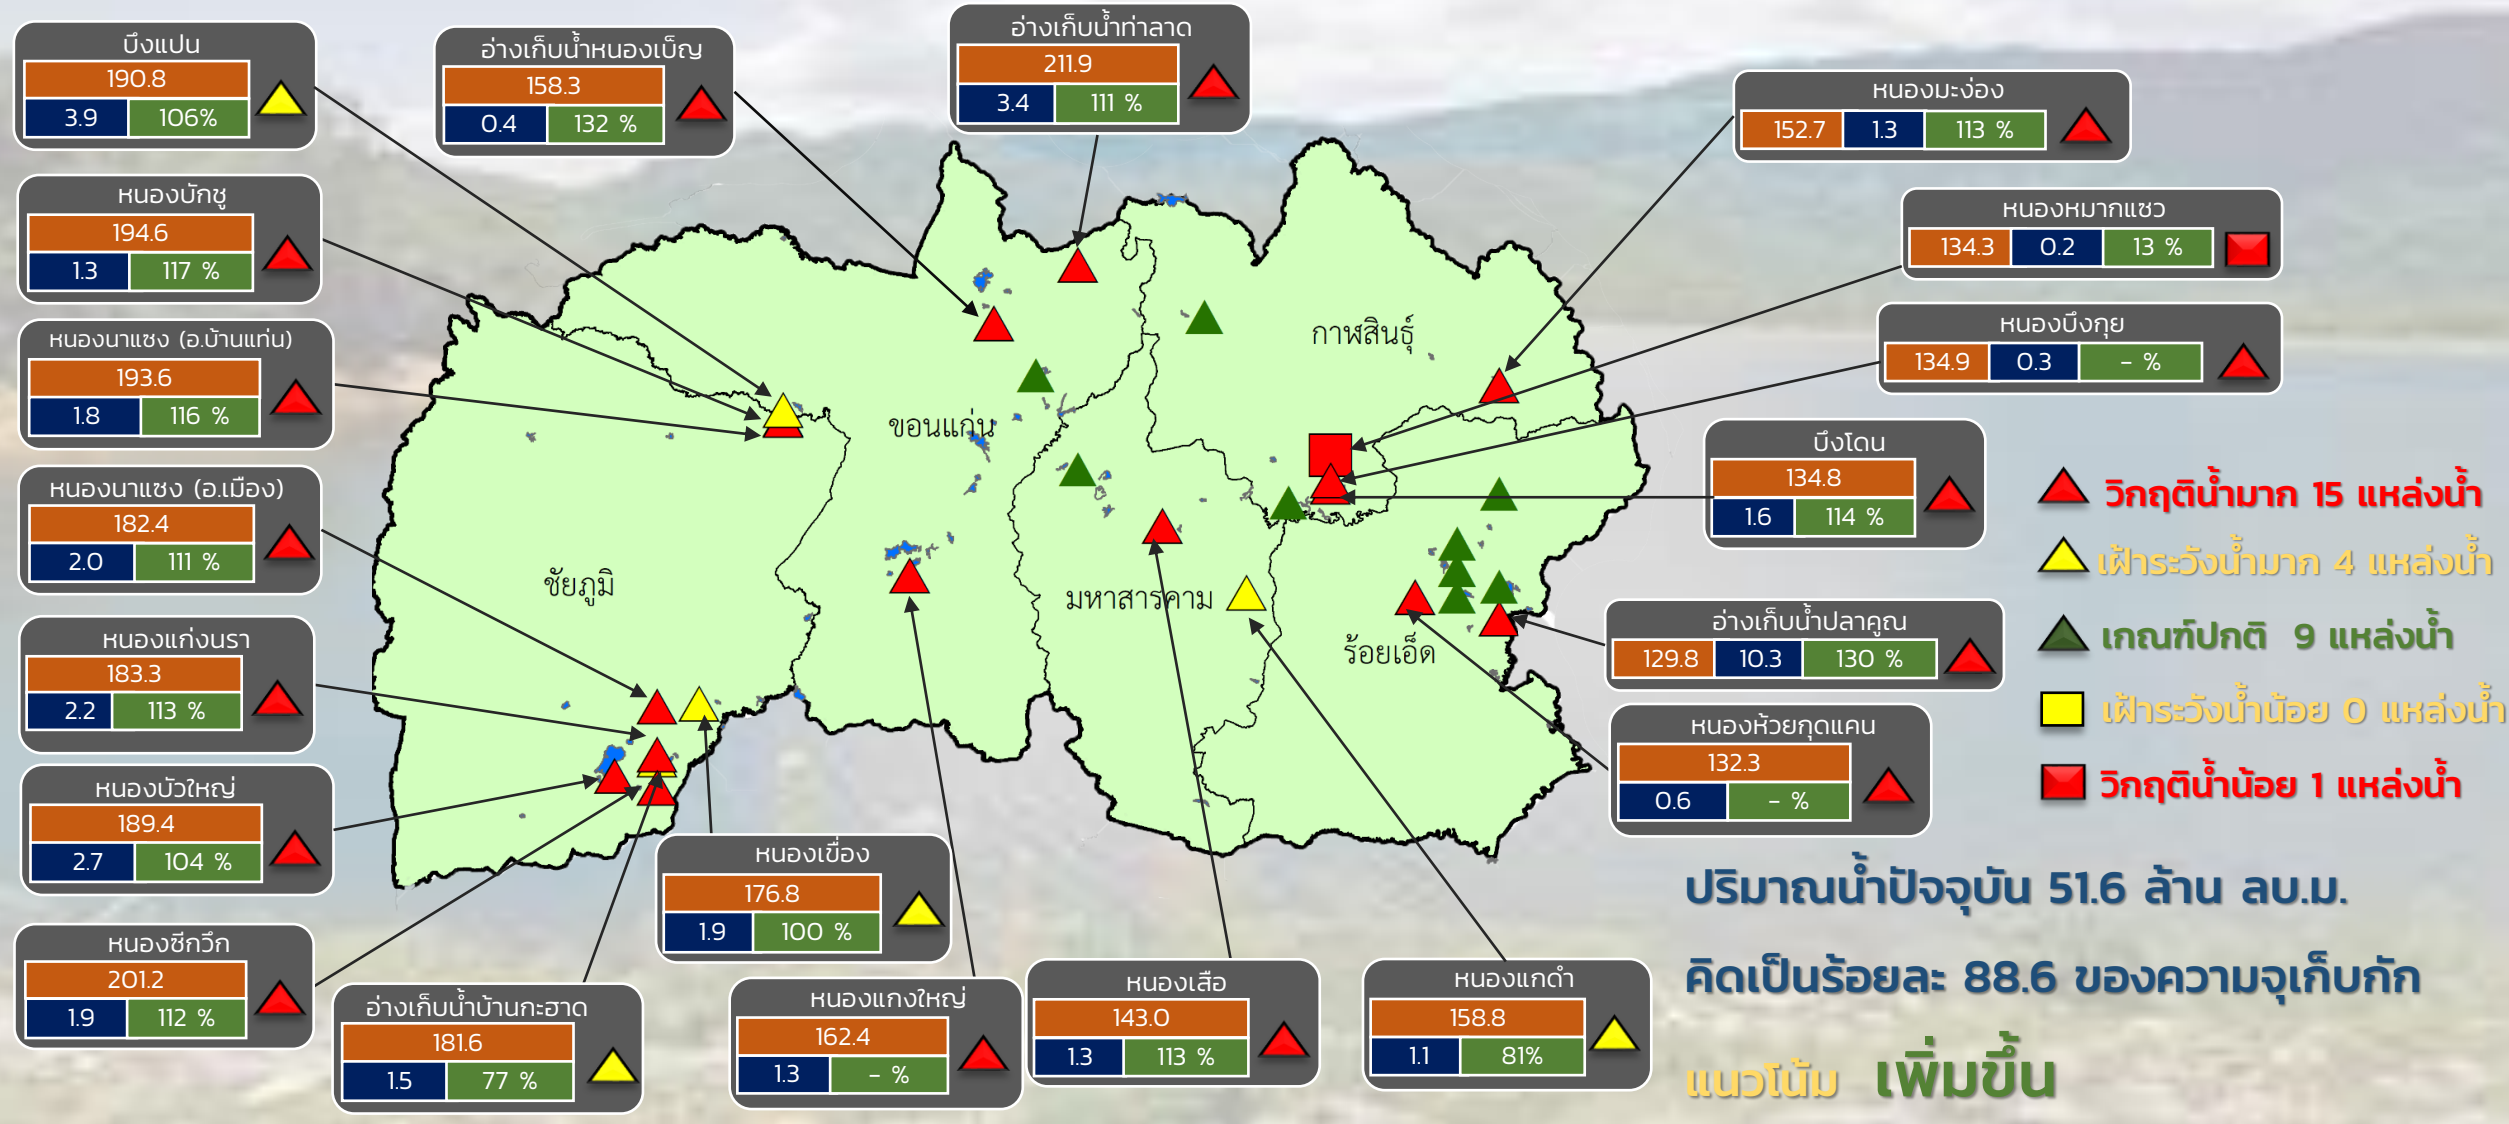 บึงแปน
190.8
3.9 106%
อ่างเก็บน้ำหนองเบ็ญ
158.3
0.4 132 %
อ่างเก็บน้ำท่าลาด
211.9
3.4 111 %
หนองมะง่อง
152.7 1.3 113 %
หนองบักชู
194.6
1.3 117 %
หนองหมากแซว
134.3 0.2 13 %
หนองนาแซง (อ.บ้านแท่น)
193.6
1.8 116 %
หนองบึงกุย
134.9 0.3 - %
กาฬสินธุ์
ขอนแก่น
บึงโดน
134.8
1.6 114 %
หนองนาแซง (อ.เมือง)
182.4
2.0 111 %
วิกฤติน้ำมาก 15 แหล่งน้ำ
เฝ้าระวังน้ำมาก 4 แหล่งน้ำ
เกณฑ์ปกติ 9 แหล่งน้ำ
เฝ้าระวังน้ำน้อย 0 แหล่งน้ำ
วิกฤติน้ำน้อย 1 แหล่งน้ำ
ชัยภูมิ
มหาสารคาม
ร้อยเอ็ด
อ่างเก็บน้ำปลาคูณ
129.8 10.3 130 %
หนองแก่งนรา
183.3
2.2 113 %
หนองห้วยกุดแคน
132.3
0.6 - %
หนองบัวใหญ่
189.4
2.7 104 %
หนองเขื่อง
176.8
1.9 100 %
หนองซีกวึก
201.2
1.9 112 %
อ่างเก็บน้ำบ้านกะฮาด
181.6
1.5 77 %
หนองแกงใหญ่
162.4
1.3 - %
หนองเสือ
143.0
1.3 113 %
หนองแกดำ
158.8
1.1 81%
ปริมาณน้ำปัจจุบัน 51.6 ล้าน ลบ.ม.
คิดเป็นร้อยละ 88.6 ของความจุเก็บกัก
แนวโน้ม เพิ่มขึ้น